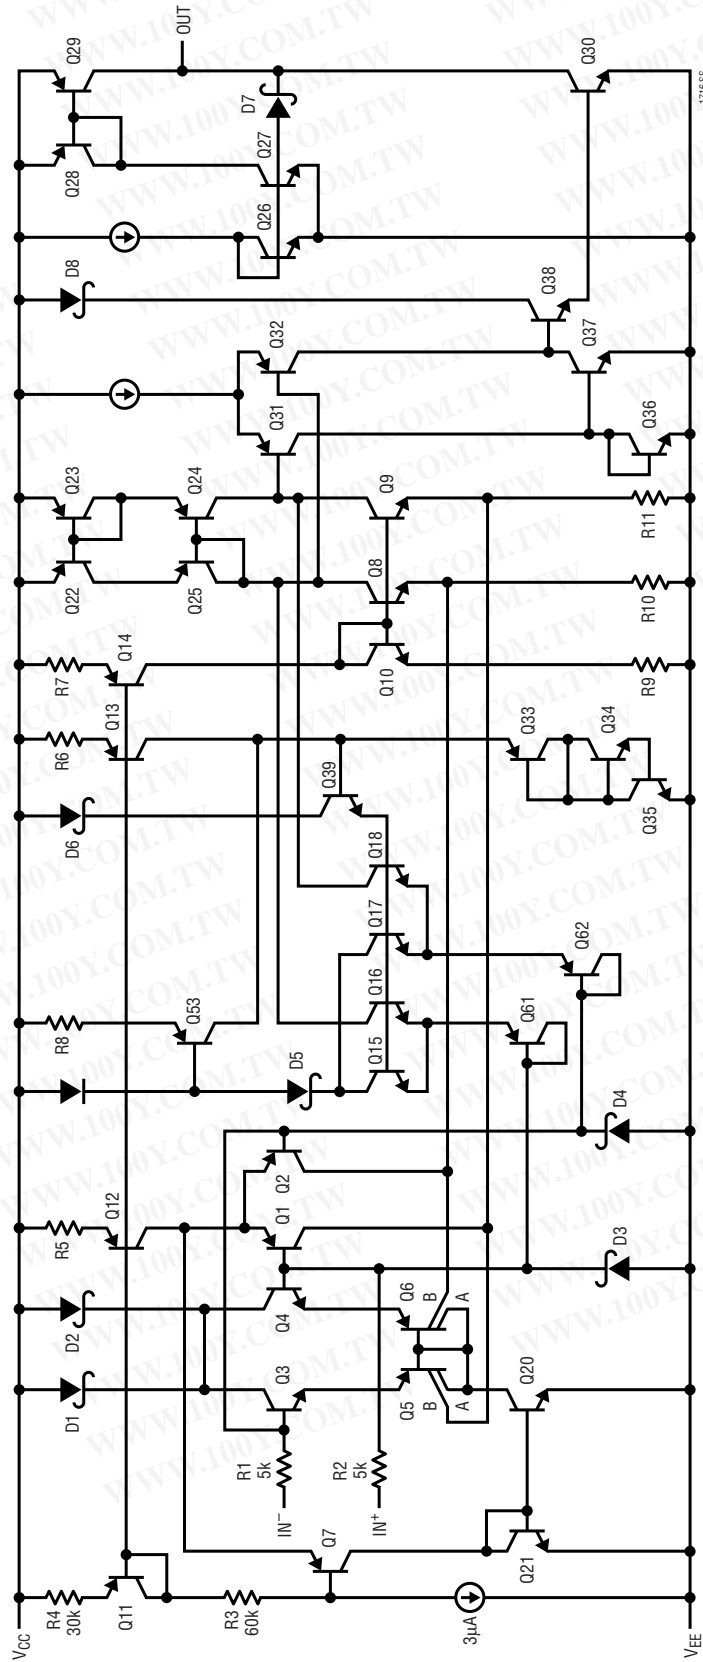 VCC
R4
30k
D1
D2
R5
R8
D6
R6
R7
Q22
Q23
D8
Q28
Q29
Q11
Q12
Q53
Q13
Q14
Q25
Q24
OUT
R3
60k
R1
5k
IN−
Q3
Q4
Q1
Q2
D5
Q31
Q32
Q26
Q27
D7
Q7
R2
5k
IN+
Q5
B
A
Q6
B
A
Q15
Q16
Q17
Q18
Q39
Q10
Q8
Q9
3µA
Q21
Q20
D3
D4
Q61
Q62
Q33
Q34
Q35
R9
R10
R11
Q36
Q37
Q38
Q30
VEE
WWW.100Y.COM.TW